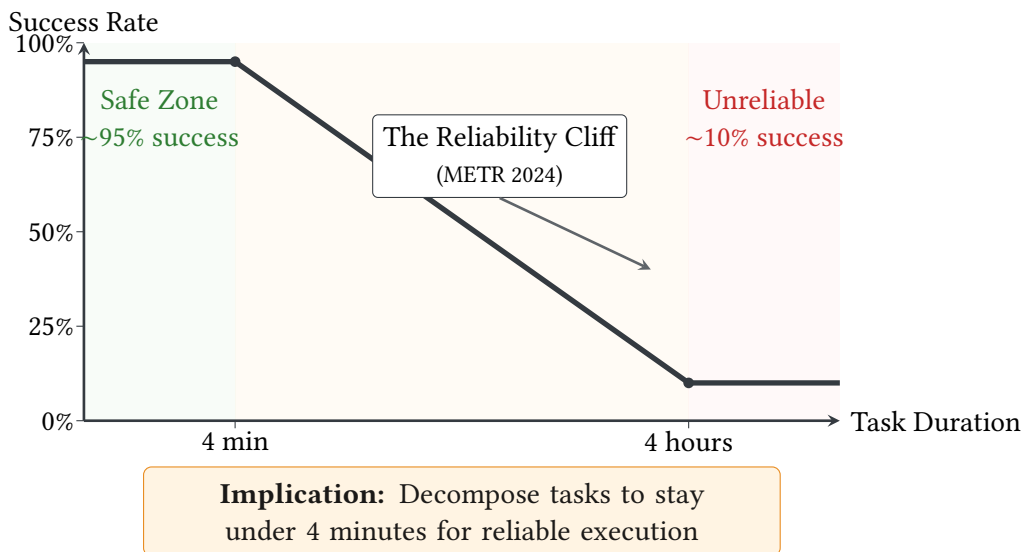 Success Rate
100%
75%
50%
25%
0%
Safe Zone
~95% success
The Reliability Cliff
(METR 2024)
Unreliable
~10% success
4 min
4 hours
Task Duration
Implication: Decompose tasks to stay
under 4 minutes for reliable execution